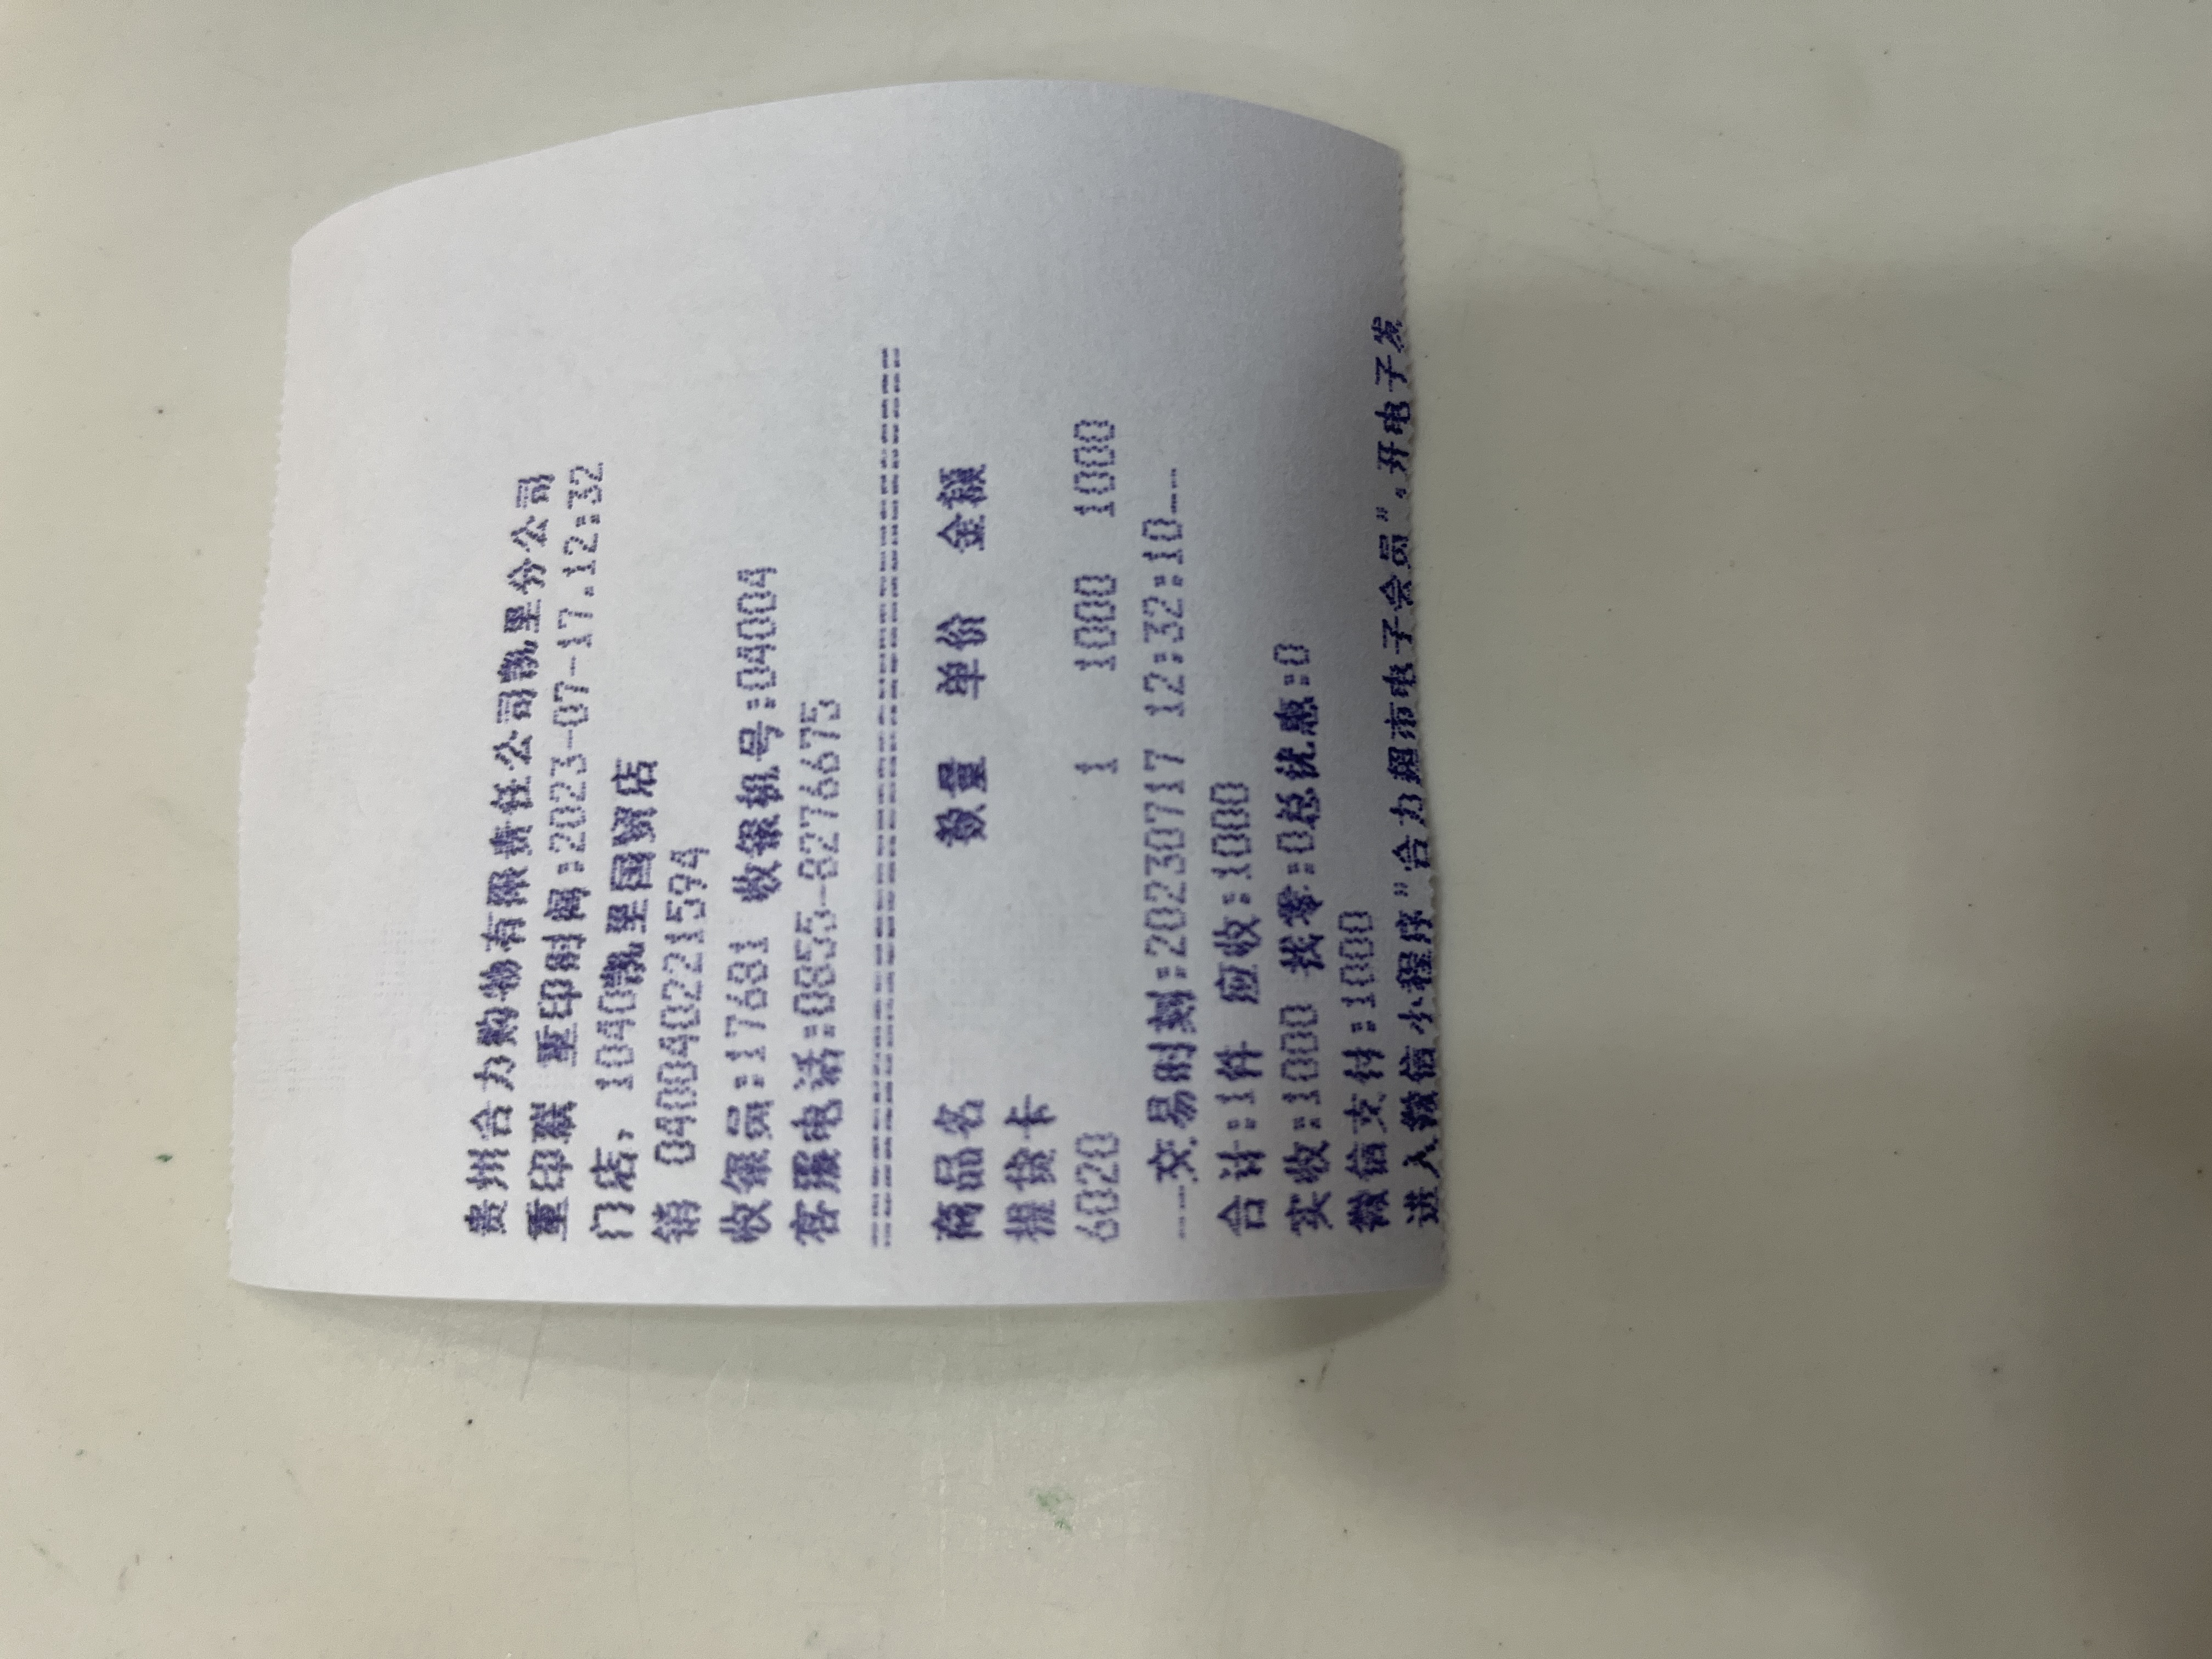 贵州合力购物有限责任公司凯里分公司
重印联 重印时间:2023-07-17.12:32
门店, 1040凯里国贸店
销 040040221594
收银员:17681 收银机号:04004
客服电话:0855-8276675
================================
商品名 数量 单价 金额
提货卡
6020 1 1000 1000
---交易时刻:20230717 12:32:10---
合计:1件 应收:1000
实收:1000 找零:0总优惠:0
微信支付:1000
进入微信小程序"合力超市电子会员",开电子发